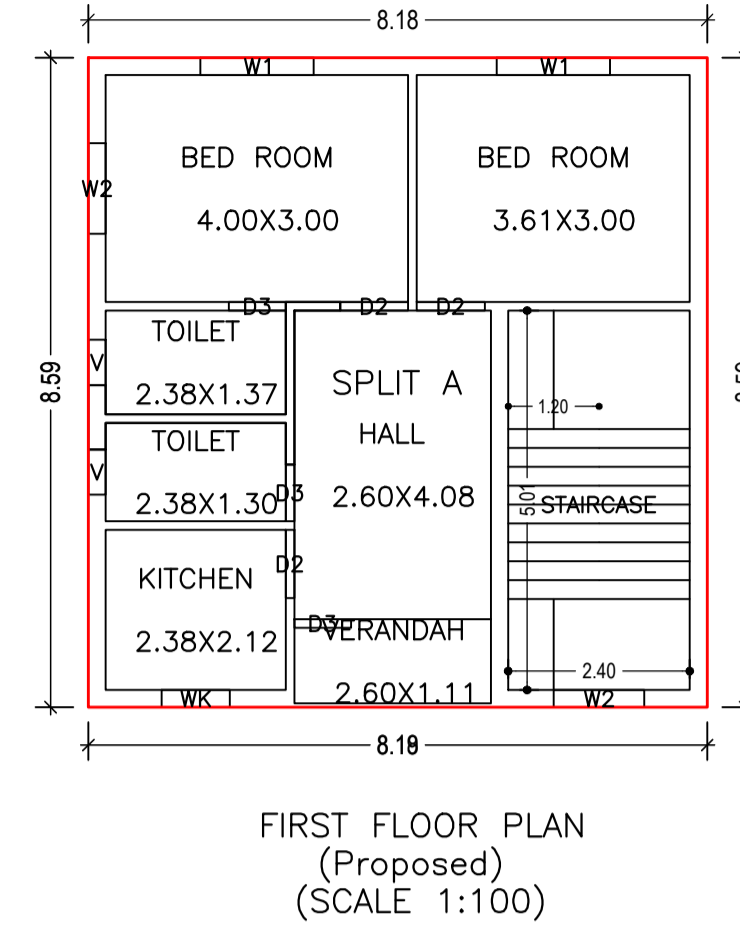 8.18
W1
W1
BED ROOM
4.00X3.00
BED ROOM
3.61X3.00
W2
D3
D2
D2
TOILET
2.38X1.37
V
SPLIT A
HALL
2.60X4.08
1.20
8.59
TOILET
2.38X1.30
V
D3
5.01
STAIRCASE
D2
KITCHEN
2.38X2.12
D3
VERANDAH
2.60X1.11
2.40
WK
W2
FIRST FLOOR PLAN
(Proposed)
(SCALE 1:100)